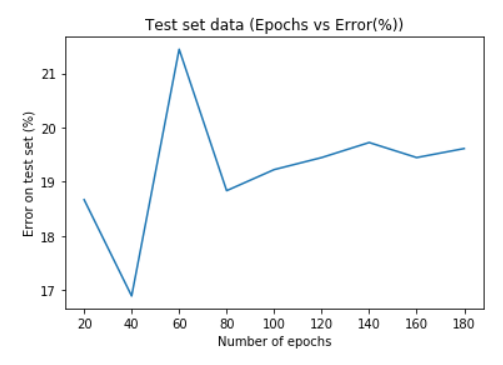 Test set data (Epochs vs Error(%))
Error on test set (%)
21
20
19
18
17
20 40 60 80 100 120 140 160 180
Number of epochs